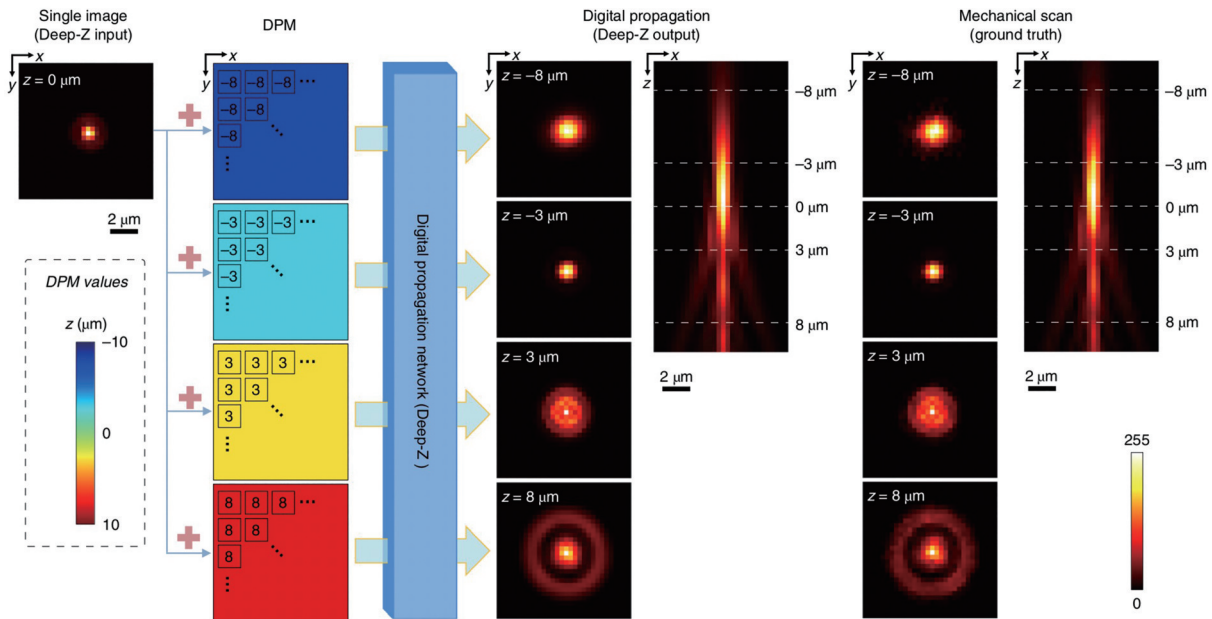 Single image
(Deep-Z input)
DPM
Digital propagation
(Deep-Z output)
Mechanical scan
(ground truth)
x
y
z = 0 μm
2 μm
DPM values
z (μm)
−10
0
10
x
y
−8 −8 −8 •••
−8 −8
−8
−3 −3 −3 •••
−3 −3
−3
3 3 3 •••
3 3
3
8 8 8 •••
8 8
8
Digital propagation network (Deep-Z )
x
y
z = −8 μm
z = −3 μm
z = 3 μm
z = 8 μm
x
z
−8 μm
−3 μm
0 μm
3 μm
8 μm
2 μm
x
y
z = −8 μm
z = −3 μm
z = 3 μm
z = 8 μm
x
z
−8 μm
−3 μm
0 μm
3 μm
8 μm
2 μm
255
0